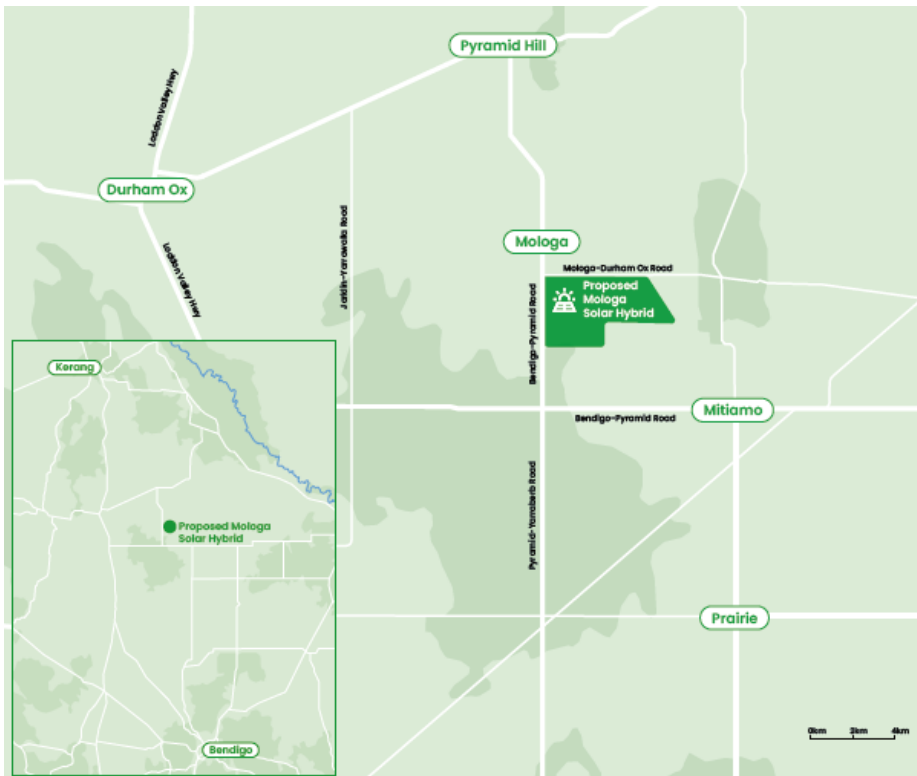 Pyramid Hill
Loddon Valley Hwy
Durham Ox
Loddon Valley Hwy
Jarklin-Yarrawalla Road
Mologa
Mologa-Durham Ox Road
Proposed
Mologa
Solar Hybrid
Bendigo-Pyramid Road
Mitiamo
Bendigo-Pyramid Road
Pyramid-Yarraberb Road
Prairie
Kerang
Proposed Mologa
Solar Hybrid
Bendigo
0km 2km 4km